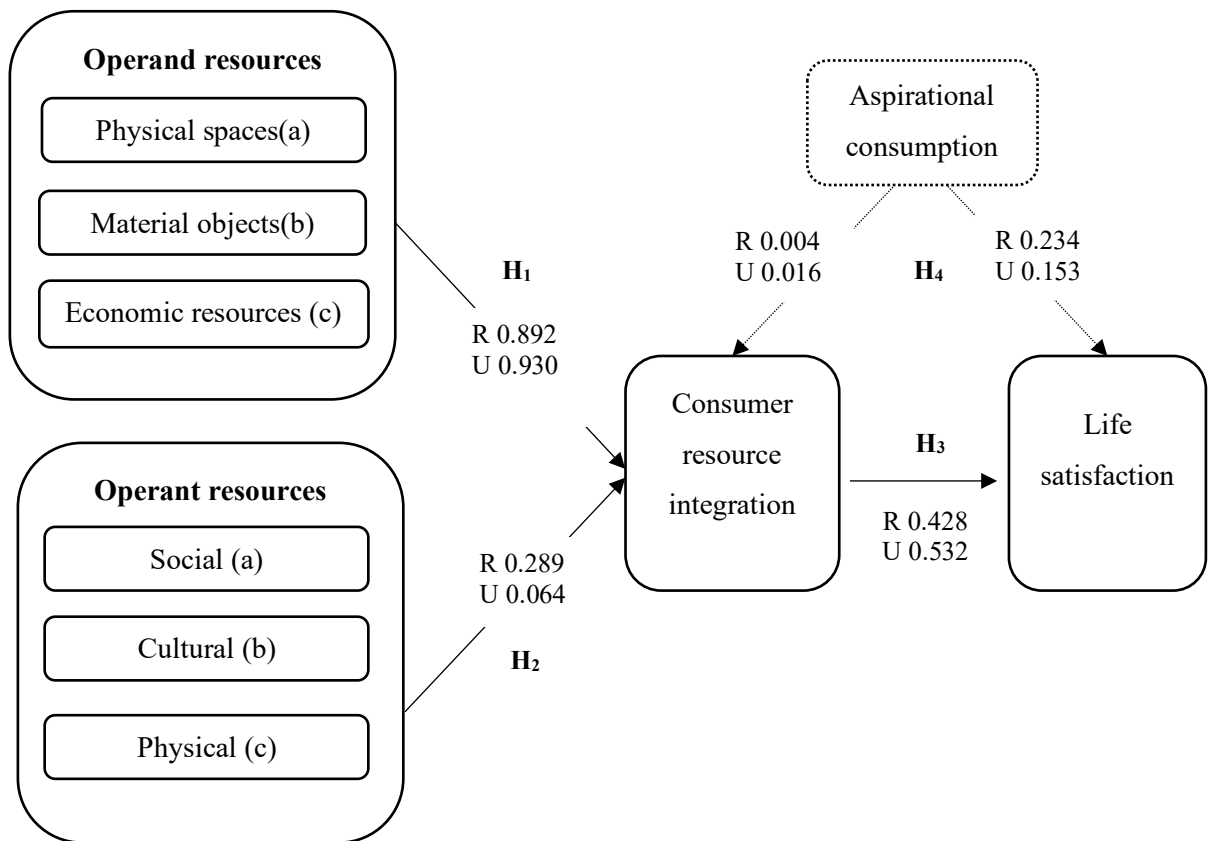 Operand resources
Physical spaces(a)
Material objects(b)
Economic resources (c)
H₁
R 0.892
U 0.930
Operant resources
Social (a)
Cultural (b)
Physical (c)
R 0.289
U 0.064
H₂
Aspirational
consumption
R 0.004
U 0.016
H₄
R 0.234
U 0.153
Consumer
resource
integration
H₃
R 0.428
U 0.532
Life
satisfaction